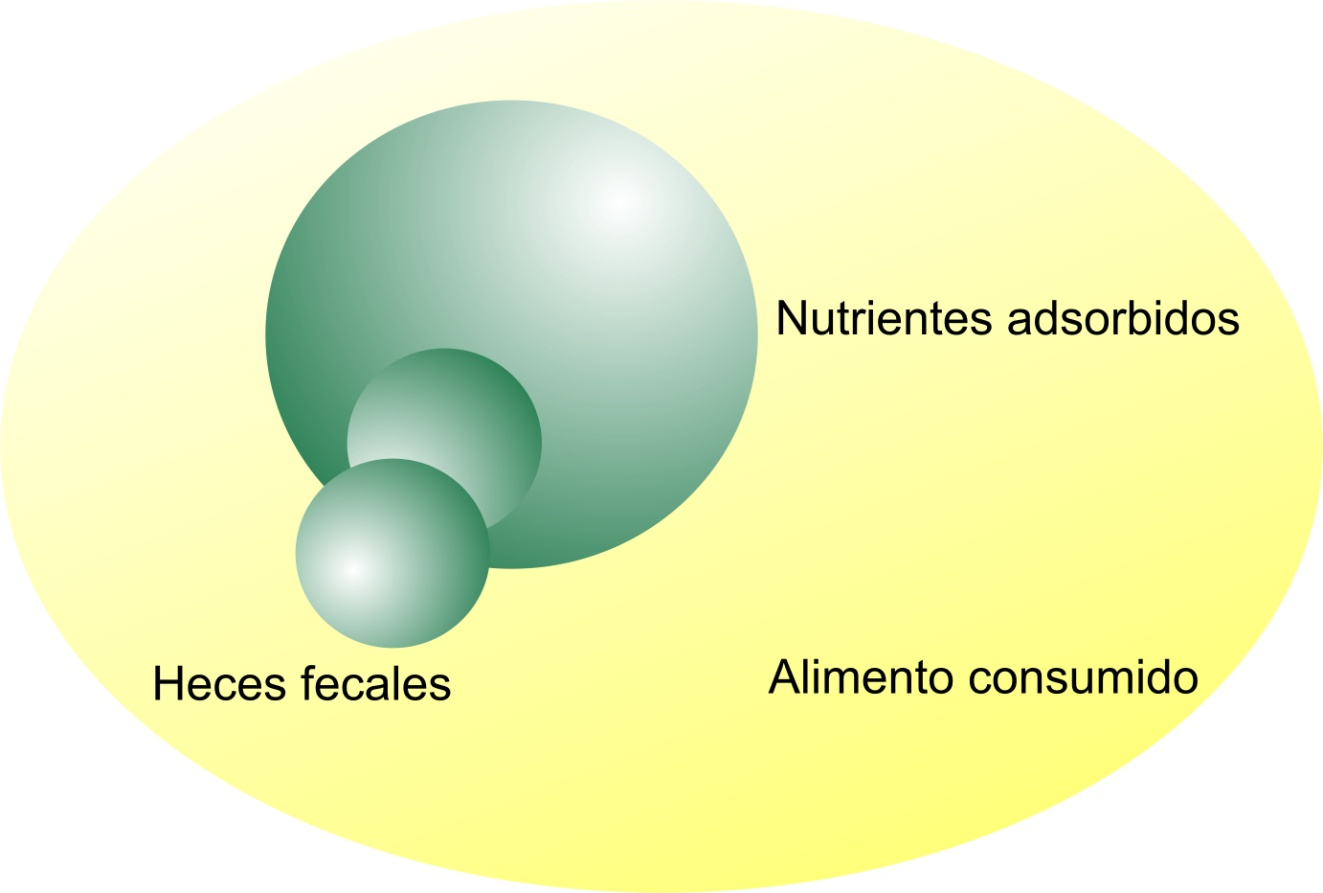 Nutrientes adsorbidos
Heces fecales
Alimento consumido